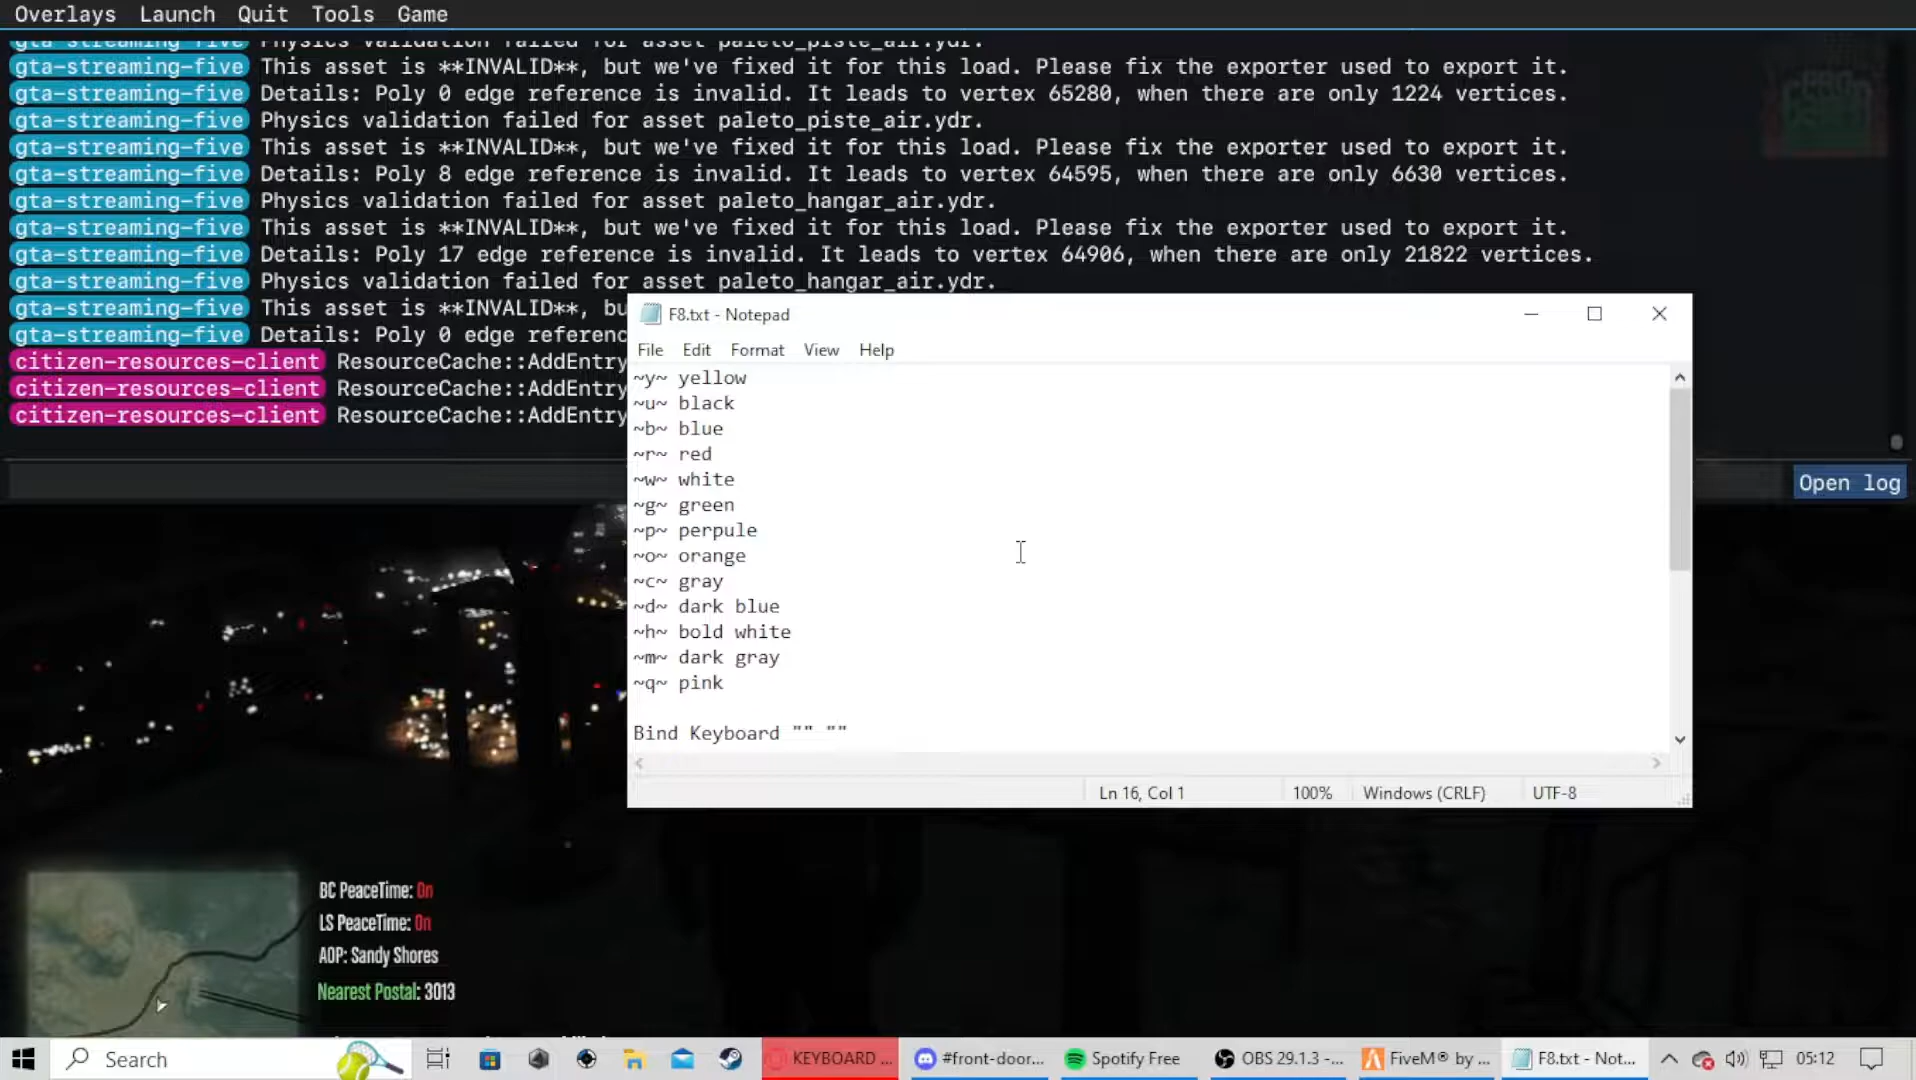 Overlays Launch Quit Tools Game
gta-streaming-five Physics validation failed for asset paleto_piste_air.ydr.
gta-streaming-five This asset is **INVALID**, but we've fixed it for this load. Please fix the exporter used to export it.
gta-streaming-five Details: Poly 0 edge reference is invalid. It leads to vertex 65280, when there are only 1224 vertices.
gta-streaming-five Physics validation failed for asset paleto_piste_air.ydr.
gta-streaming-five This asset is **INVALID**, but we've fixed it for this load. Please fix the exporter used to export it.
gta-streaming-five Details: Poly 8 edge reference is invalid. It leads to vertex 64595, when there are only 6630 vertices.
gta-streaming-five Physics validation failed for asset paleto_hangar_air.ydr.
gta-streaming-five This asset is **INVALID**, but we've fixed it for this load. Please fix the exporter used to export it.
gta-streaming-five Details: Poly 17 edge reference is invalid. It leads to vertex 64906, when there are only 21822 vertices.
gta-streaming-five Physics validation failed for asset paleto_hangar_air.ydr.
gta-streaming-five This asset is **INVALID**, bu
gta-streaming-five Details: Poly 0 edge referenc
citizen-resources-client ResourceCache::AddEntry
citizen-resources-client ResourceCache::AddEntry
citizen-resources-client ResourceCache::AddEntry
Open log
F8.txt - Notepad
File Edit Format View Help
~y~ yellow
~u~ black
~b~ blue
~r~ red
~w~ white
~g~ green
~p~ perpule
~o~ orange
~c~ gray
~d~ dark blue
~h~ bold white
~m~ dark gray
~q~ pink
Bind Keyboard "" ""
Ln 16, Col 1 100% Windows (CRLF) UTF-8
BC PeaceTime: On
LS PeaceTime: On
AOP: Sandy Shores
Nearest Postal: 3013
Search KEYBOARD ... #front-door... Spotify Free OBS 29.1.3 -... FiveM® by ... F8.txt - Not... 05:12